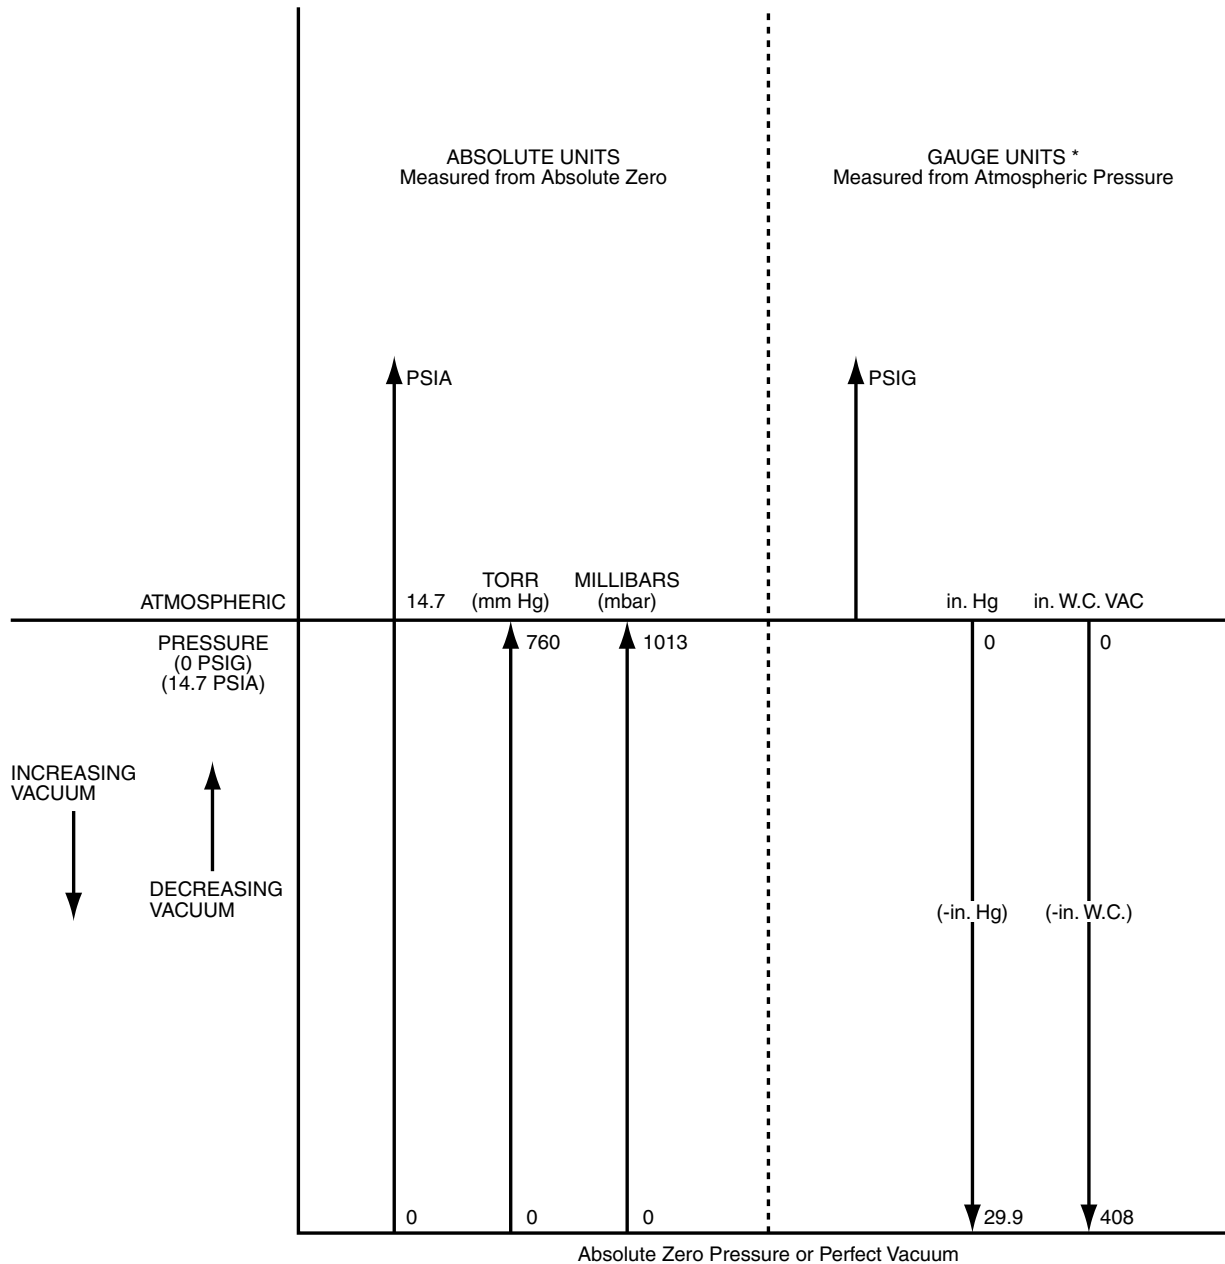 ABSOLUTE UNITS
Measured from Absolute Zero
GAUGE UNITS *
Measured from Atmospheric Pressure
PSIA
PSIG
ATMOSPHERIC
14.7
TORR
(mm Hg)
MILLIBARS
(mbar)
in. Hg
in. W.C. VAC
PRESSURE
(0 PSIG)
(14.7 PSIA)
760
1013
0
0
INCREASING
VACUUM
DECREASING
VACUUM
(-in. Hg)
(-in. W.C.)
0
0
0
29.9
408
Absolute Zero Pressure or Perfect Vacuum